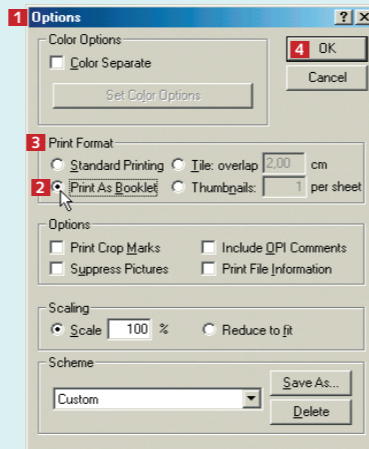 1 Options
Color Options
Color Separate
Set Color Options
4 OK
Cancel
3 Print Format
Standard Printing Tile: overlap 2,00 cm
2 Print As Booklet Thumbnails: 1 per sheet
Options
Print Crop Marks Include OPI Comments
Suppress Pictures Print File Information
Scaling
Scale 100 % Reduce to fit
Scheme
Custom
Save As...
Delete